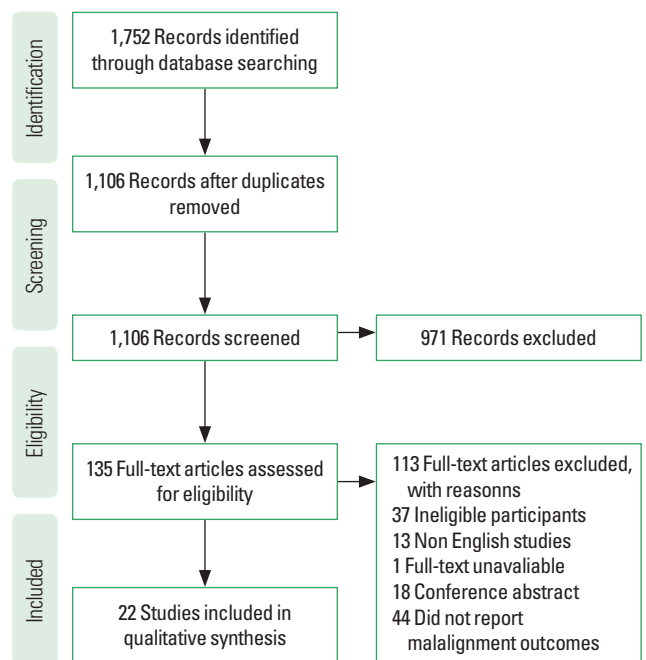 Identification
1,752 Records identified
through database searching
1,106 Records after duplicates
removed
Screening
1,106 Records screened
971 Records excluded
Eligibility
135 Full-text articles assessed
for eligibility
113 Full-text articles excluded,
with reasonns
37 Ineligible participants
13 Non English studies
1 Full-text unavaliable
18 Conference abstract
44 Did not report
malalignment outcomes
Included
22 Studies included in
qualitative synthesis